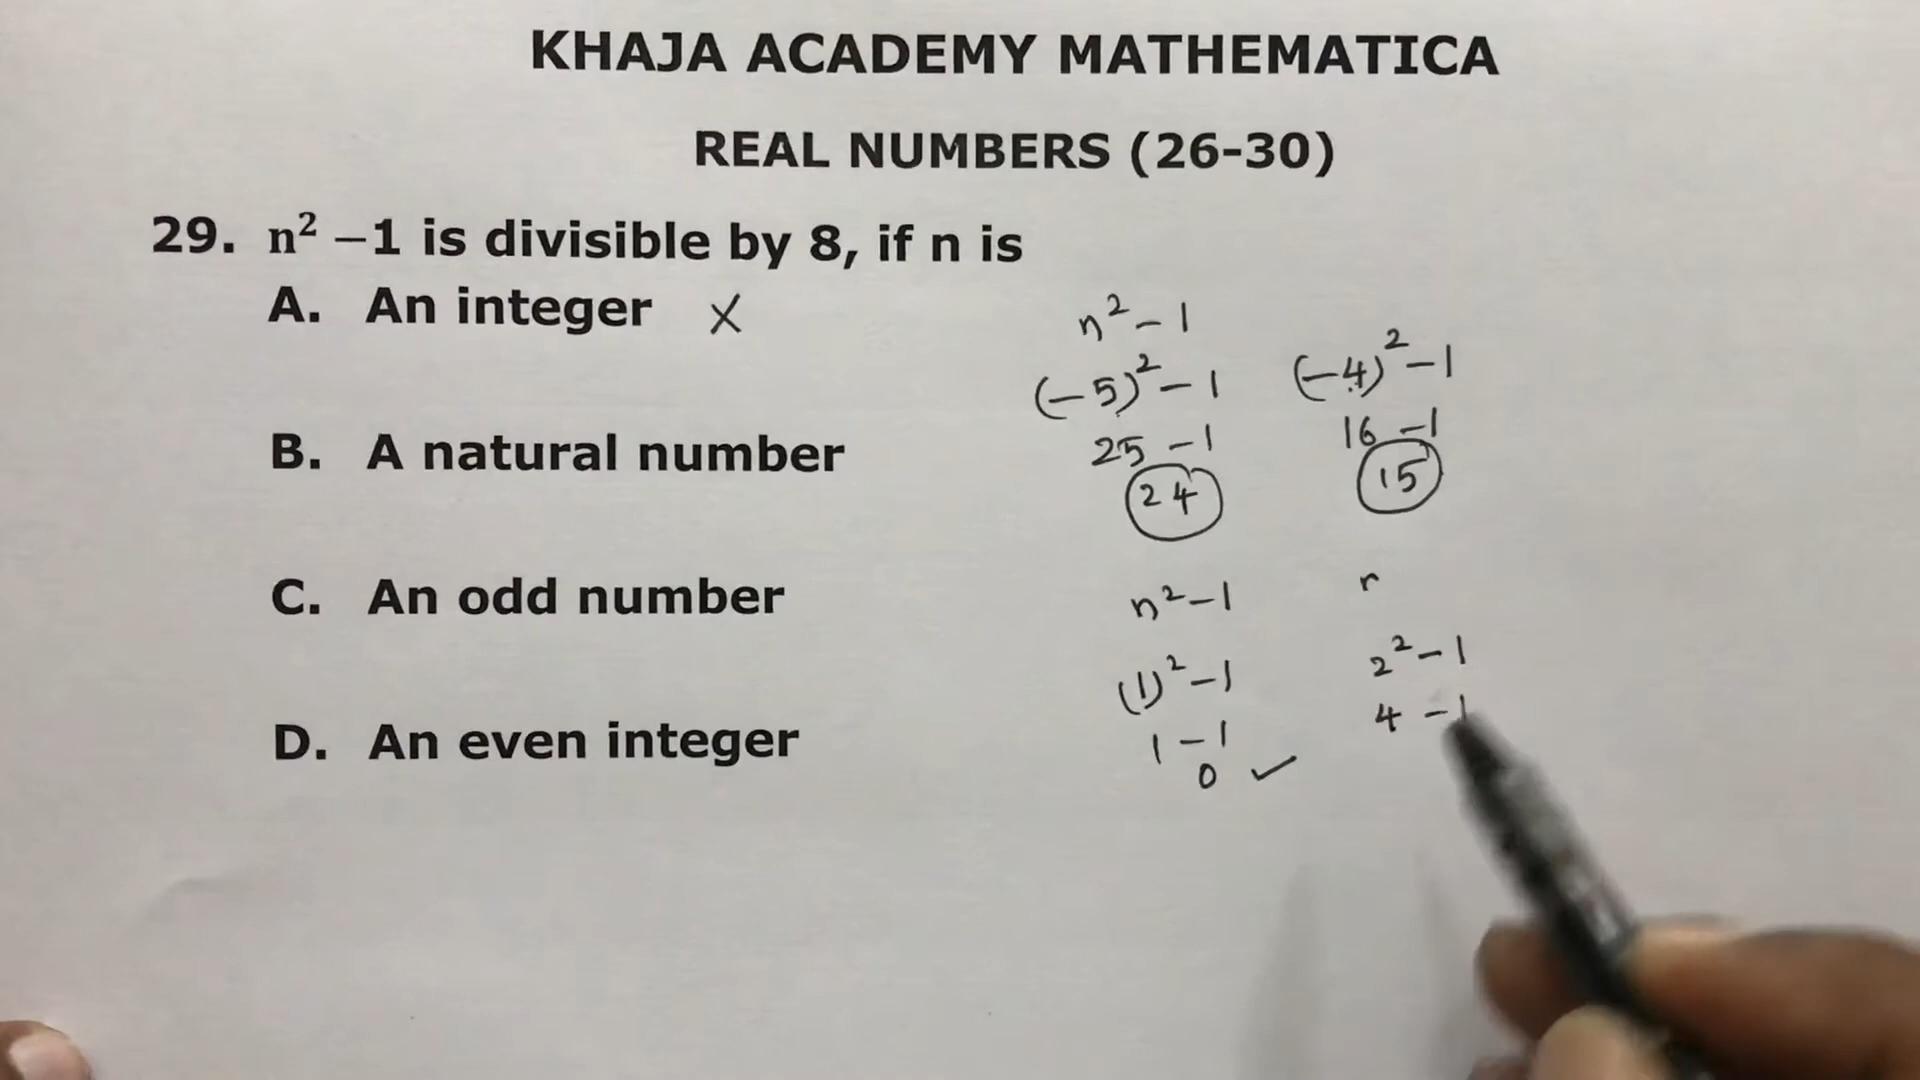 KHAJA ACADEMY MATHEMATICA
REAL NUMBERS (26-30)
29. n² −1 is divisible by 8, if n is
A. An integer ×
B. A natural number
C. An odd number
D. An even integer
n² − 1
(−5)² − 1
25 − 1
24
(−4)² − 1
16 − 1
15
n² − 1
(1)² − 1
1 − 1
0 ✓
2² − 1
4 − 1